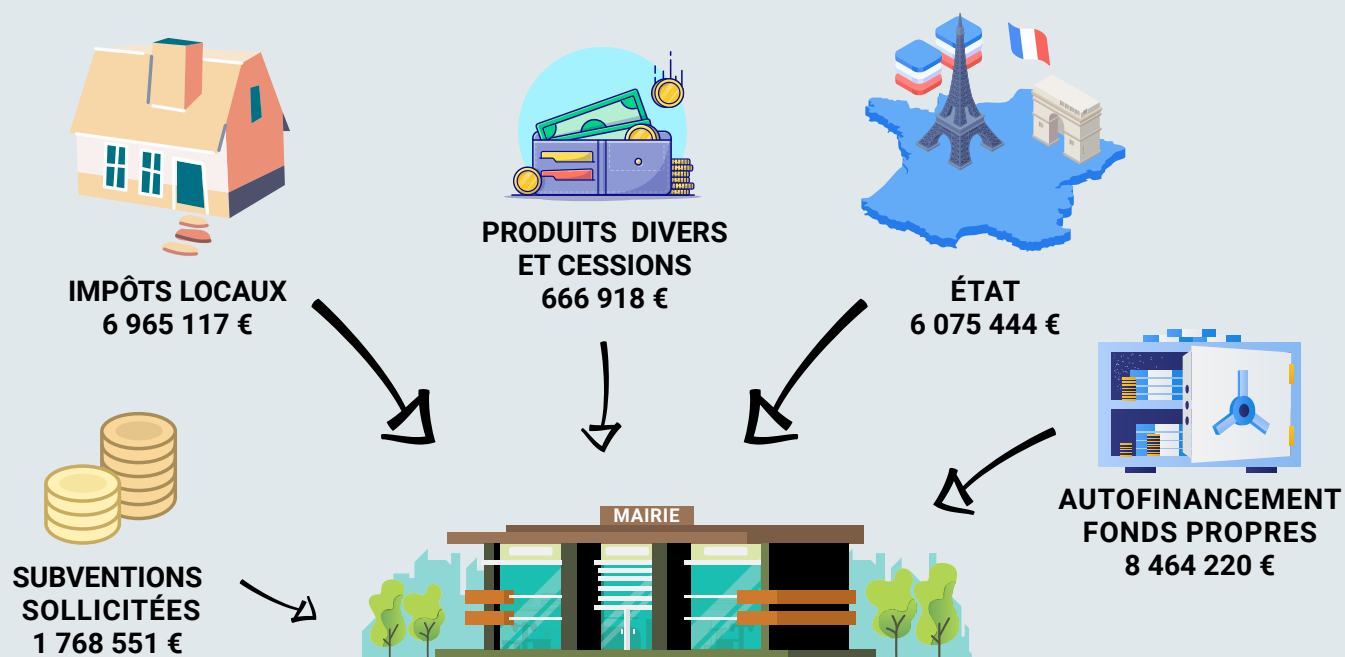 PRODUITS DIVERS
ET CESSIONS
666 918 €
IMPÔTS LOCAUX
6 965 117 €
ÉTAT
6 075 444 €
AUTOFINANCEMENT
FONDS PROPRES
8 464 220 €
MAIRIE
SUBVENTIONS
SOLLICITÉES
1 768 551 €